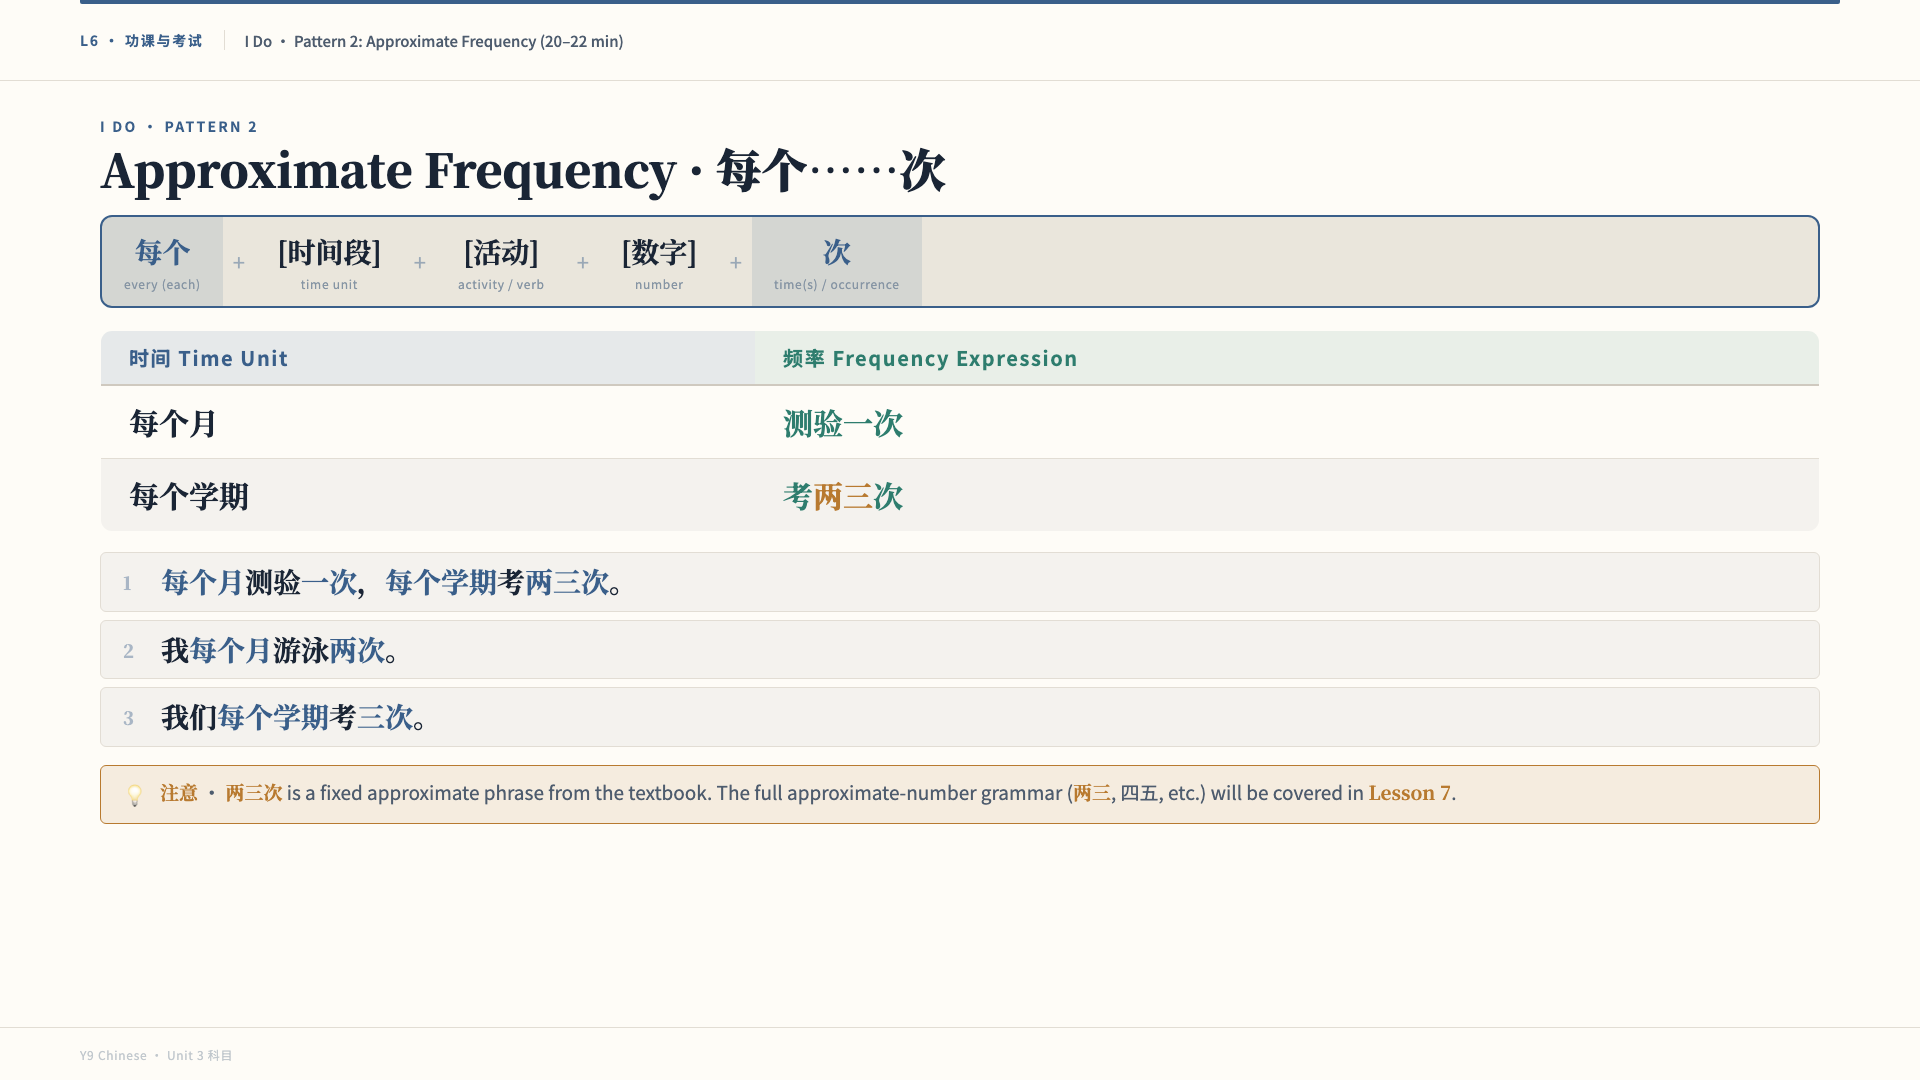 L6 • 功课与考试
I Do • Pattern 2: Approximate Frequency (20–22 min)
I DO • PATTERN 2
Approximate Frequency · 每个……次
每个 + [时间段] + [活动] + [数字] + 次
every (each) time unit activity / verb number time(s) / occurrence
时间 Time Unit 频率 Frequency Expression
每个月 测验一次
每个学期 考两三次
1 每个月测验一次，每个学期考两三次。
2 我每个月游泳两次。
3 我们每个学期考三次。
注意 • 两三次 is a fixed approximate phrase from the textbook. The full approximate-number grammar (两三, 四五, etc.) will be covered in Lesson 7.
Y9 Chinese • Unit 3 科目